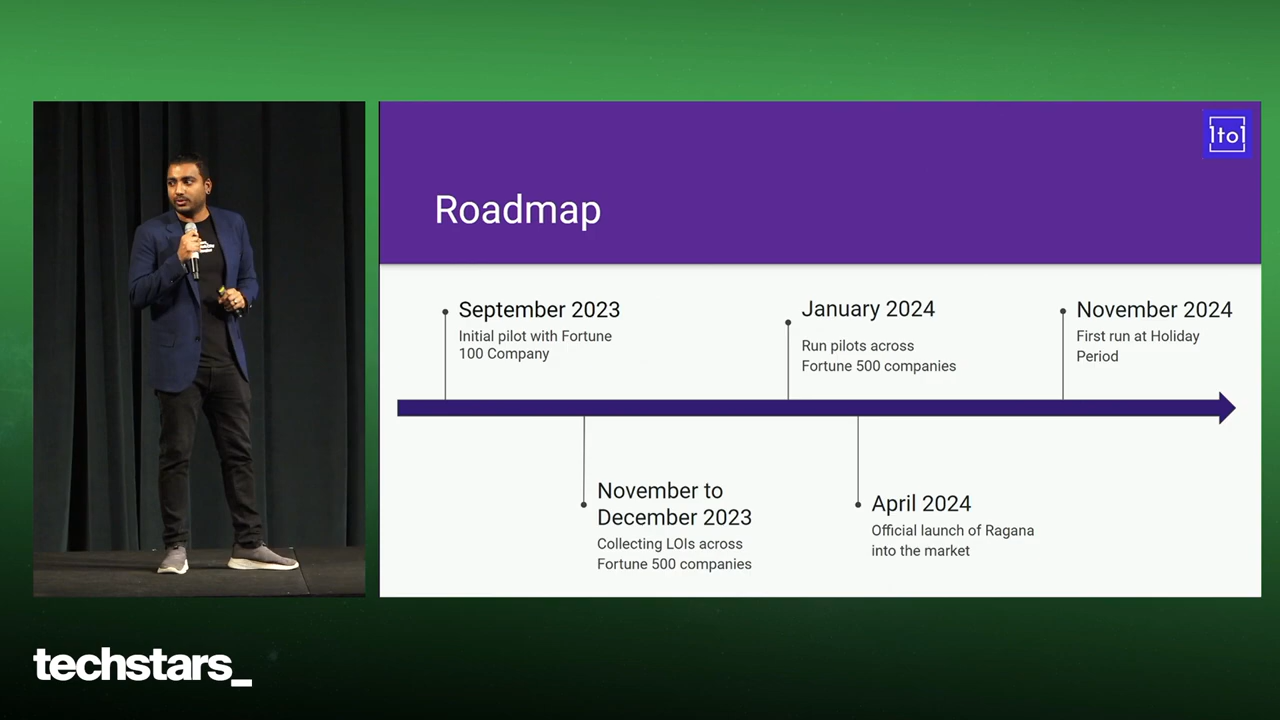 1to1
Roadmap
September 2023
Initial pilot with Fortune
100 Company
January 2024
Run pilots across
Fortune 500 companies
November 2024
First run at Holiday
Period
November to
December 2023
Collecting LOIs across
Fortune 500 companies
April 2024
Official launch of Ragana
into the market
techstars_